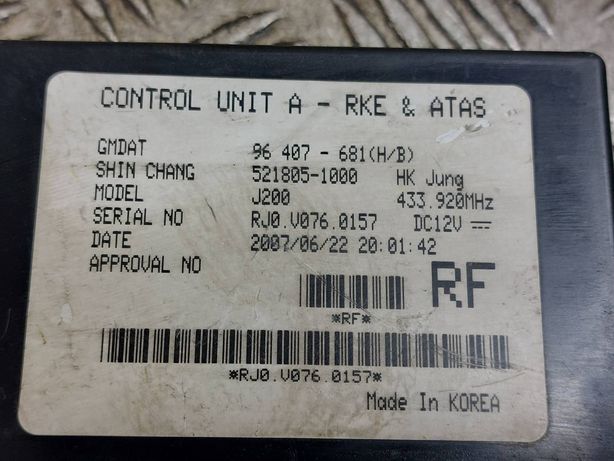 CONTROL UNIT A - RKE & ATAS
GMDAT 96 407 - 681(H/B)
SHIN CHANG 521805-1000 HK Jung
MODEL J200 433.920MHz
SERIAL NO RJ0.V076.0157 DC12V ⎓
DATE 2007/06/22 20:01:42
APPROVAL NO
RF
*RF*
*RJ0.V076.0157*
Made In KOREA